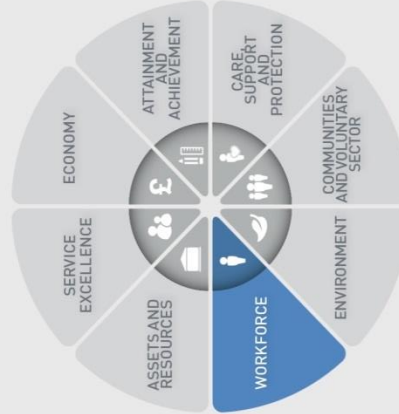 ATTAINMENT
AND
ACHIEVEMENT
CARE,
SUPPORT
AND
PROTECTION
COMMUNITIES
AND VOLUNTARY
SECTOR
ENVIRONMENT
WORKFORCE
ASSETS AND
RESOURCES
SERVICE
EXCELLENCE
ECONOMY
£